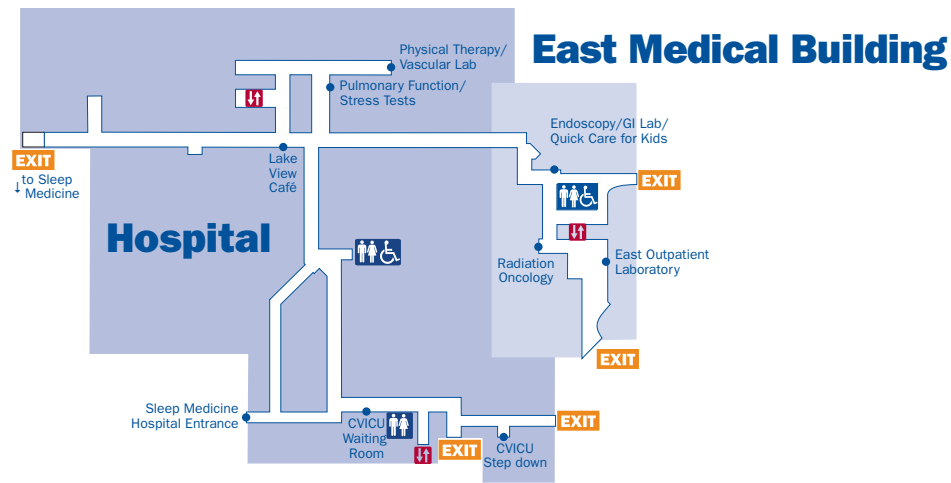 East Medical Building
Physical Therapy/
Vascular Lab
Pulmonary Function/
Stress Tests
Endoscopy/GI Lab/
Quick Care for Kids
Lake
View
Café
EXIT
to Sleep
Medicine
EXIT
Hospital
Radiation
Oncology
East Outpatient
Laboratory
EXIT
Sleep Medicine
Hospital Entrance
CVICU
Waiting
Room
EXIT
EXIT
CVICU
Step down